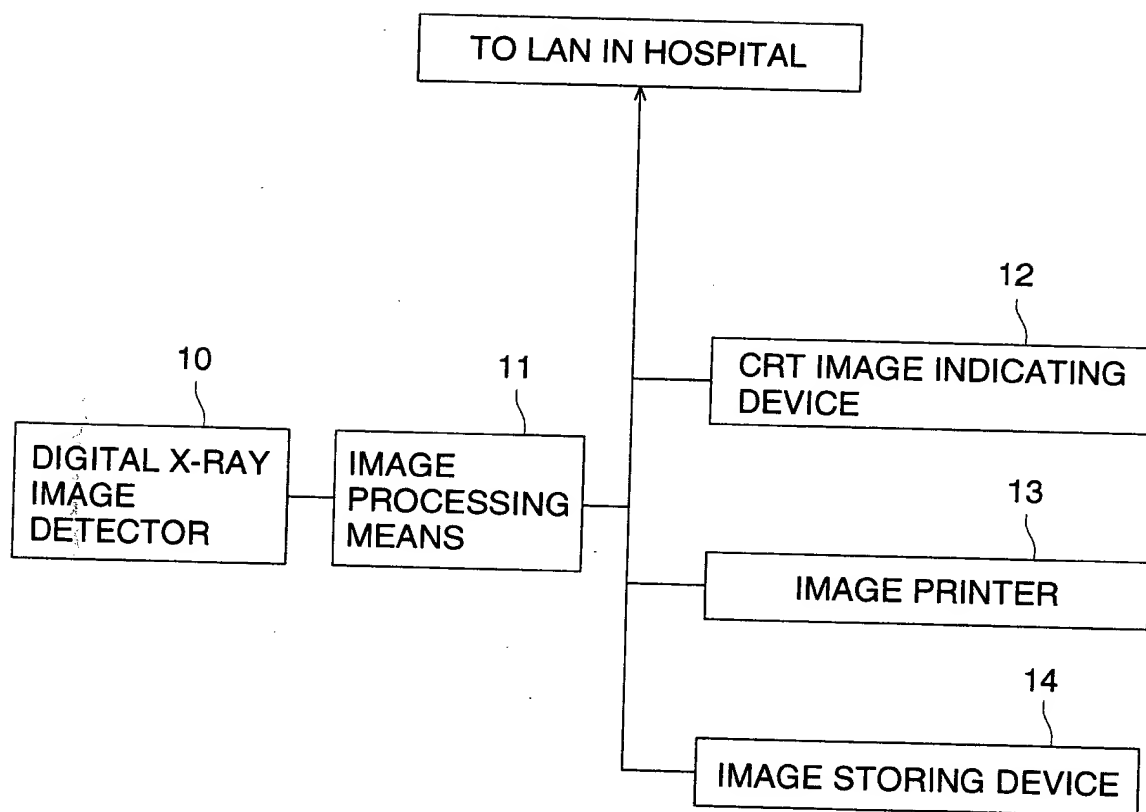 TO LAN IN HOSPITAL
12
CRT IMAGE INDICATING
DEVICE
10
11
DIGITAL X-RAY
IMAGE
DETECTOR
IMAGE
PROCESSING
MEANS
13
IMAGE PRINTER
14
IMAGE STORING DEVICE